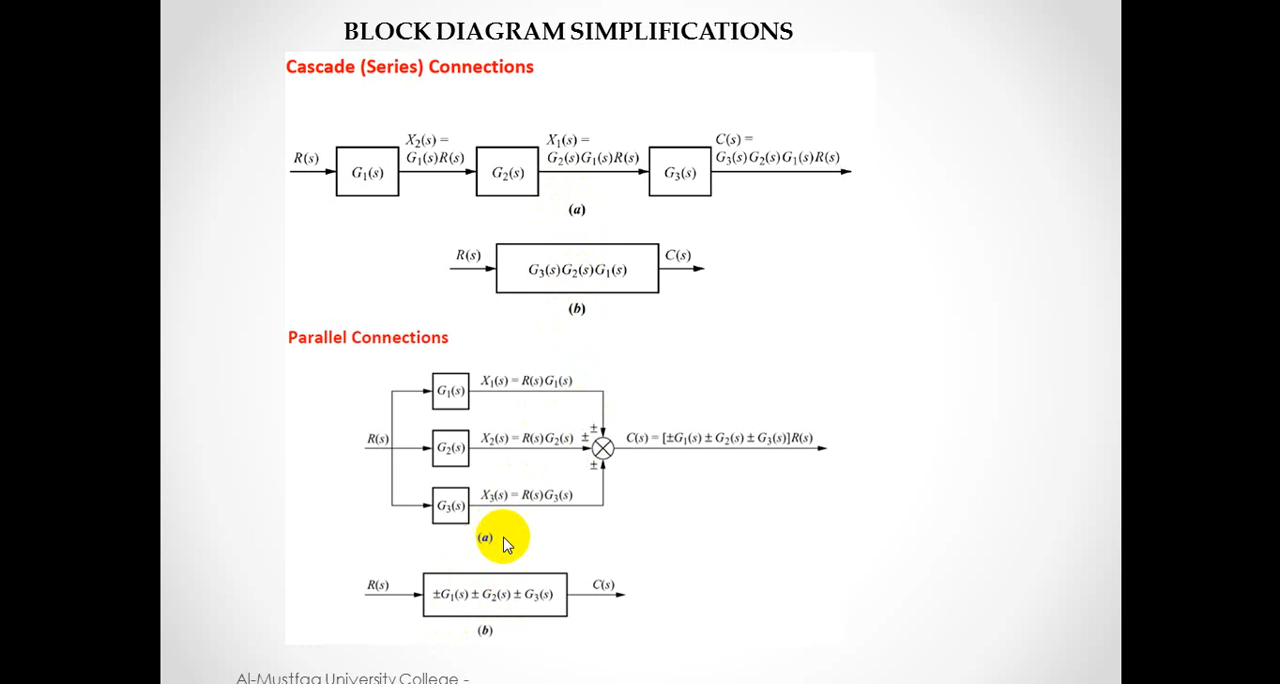 BLOCK DIAGRAM SIMPLIFICATIONS
Cascade (Series) Connections
X₂(s) =
X₁(s) =
C(s) =
R(s)
G₁(s)R(s)
G₂(s)G₁(s)R(s)
G₃(s)G₂(s)G₁(s)R(s)
G₁(s)
G₂(s)
G₃(s)
(a)
R(s)
C(s)
G₃(s)G₂(s)G₁(s)
(b)
Parallel Connections
X₁(s) = R(s)G₁(s)
G₁(s)
±
R(s)
X₂(s) = R(s)G₂(s)
±
C(s) = [±G₁(s) ± G₂(s) ± G₃(s)]R(s)
G₂(s)
±
X₃(s) = R(s)G₃(s)
G₃(s)
(a)
R(s)
C(s)
±G₁(s) ± G₂(s) ± G₃(s)
(b)
Al-Mustfaq University College -